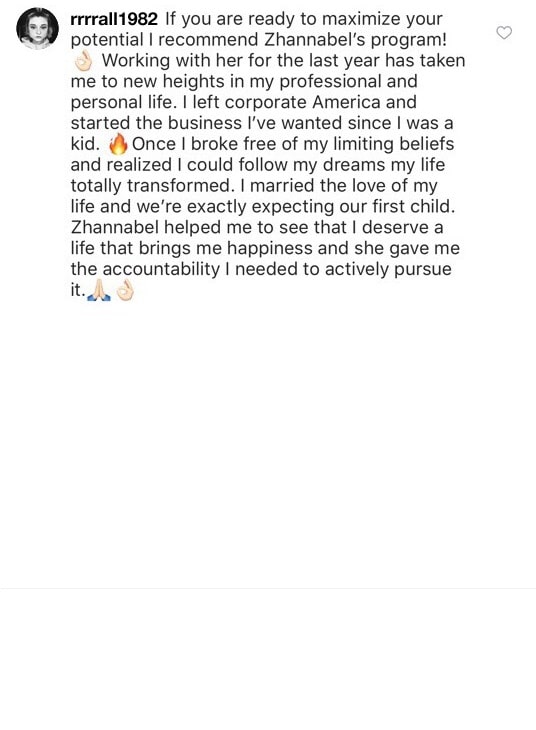 rrrrall1982 If you are ready to maximize your
potential I recommend Zhannabel's program!
👌🏻 Working with her for the last year has taken
me to new heights in my professional and
personal life. I left corporate America and
started the business I've wanted since I was a
kid. 🔥Once I broke free of my limiting beliefs
and realized I could follow my dreams my life
totally transformed. I married the love of my
life and we're exactly expecting our first child.
Zhannabel helped me to see that I deserve a
life that brings me happiness and she gave me
the accountability I needed to actively pursue
it.🙏🏻👌🏻